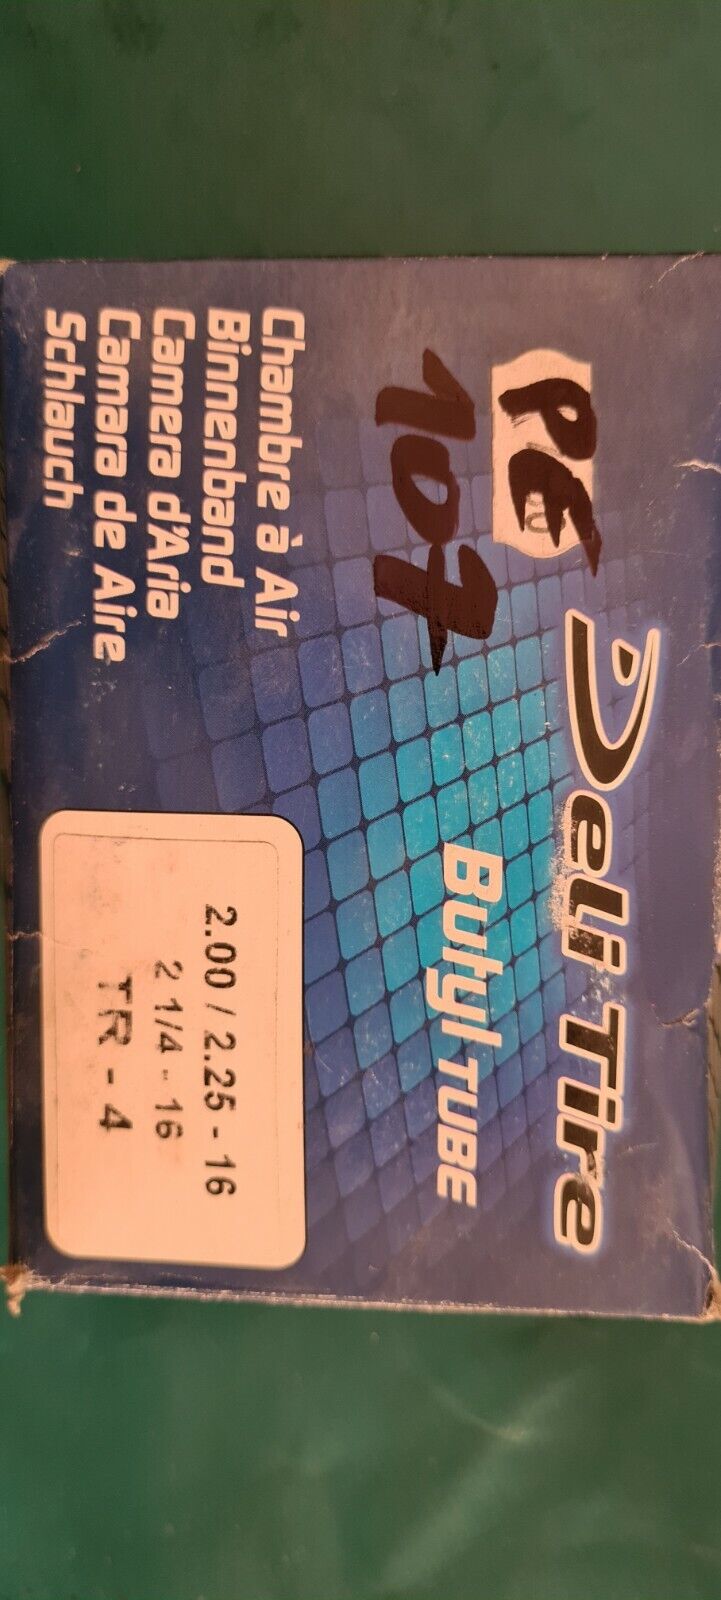 PE
107
Deli Tire
Butyl TUBE
Chambre à Air
Binnenband
Camera d'Aria
Camara de Aire
Schlauch
2.00 / 2.25 - 16
2 1/4 - 16
TR - 4